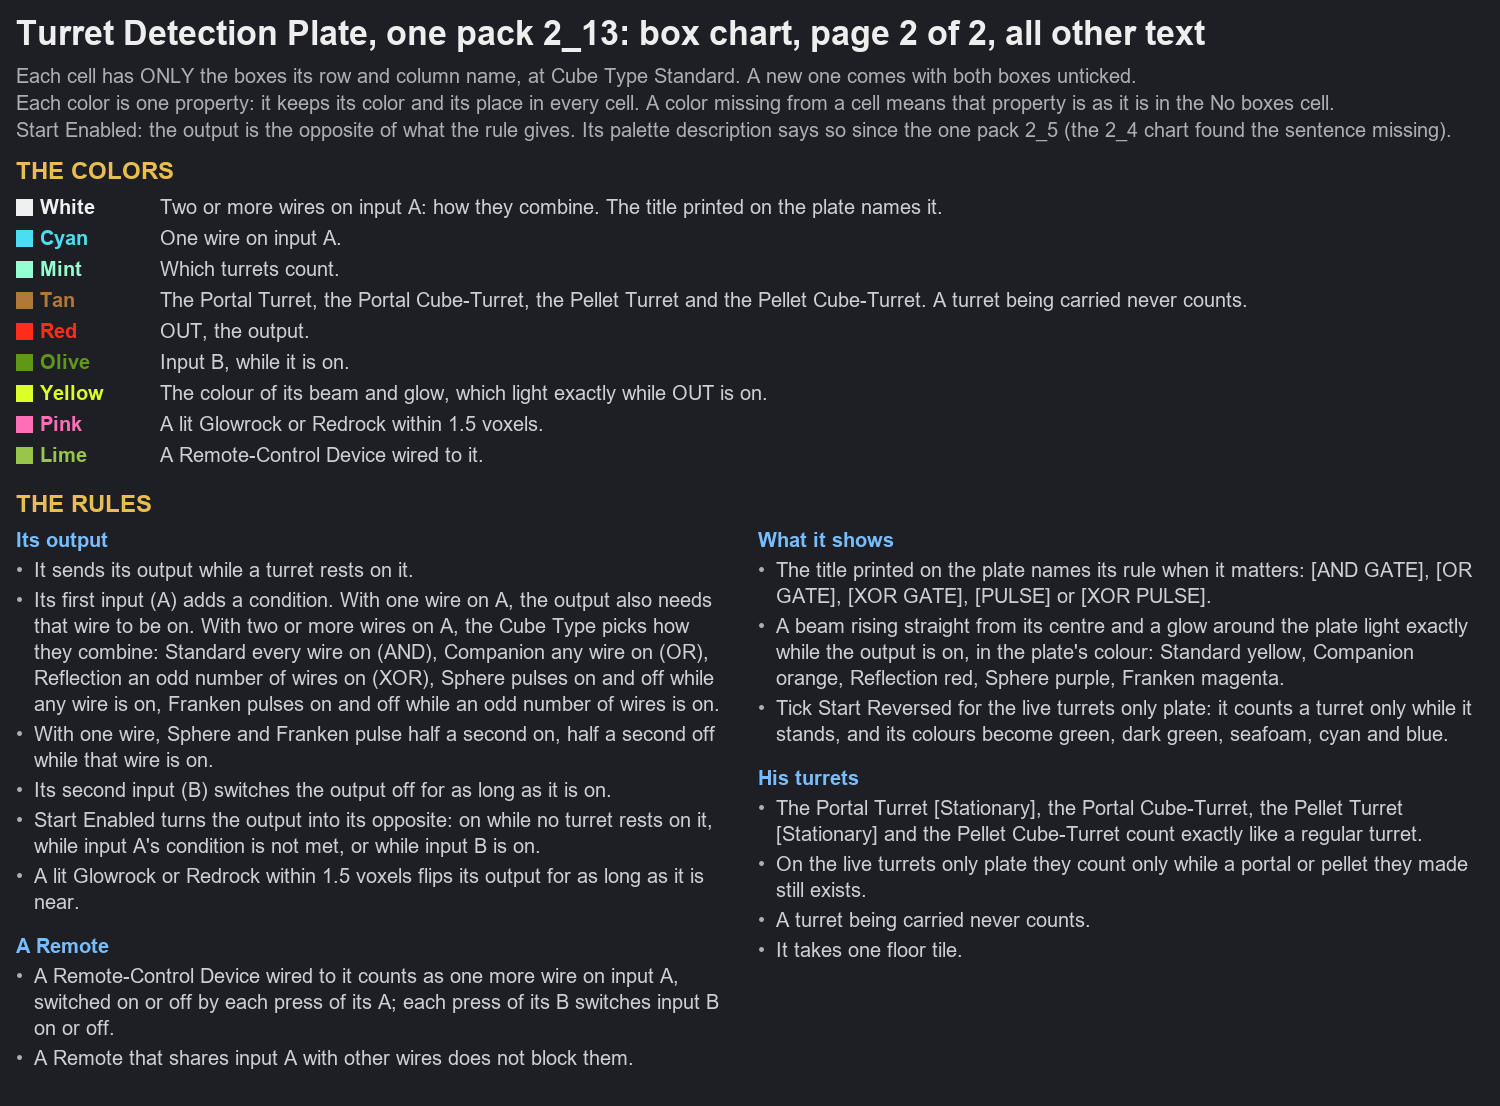 Turret Detection Plate, one pack 2_13: box chart, page 2 of 2, all other text
Each cell has ONLY the boxes its row and column name, at Cube Type Standard. A new one comes with both boxes unticked.
Each color is one property: it keeps its color and its place in every cell. A color missing from a cell means that property is as it is in the No boxes cell.
Start Enabled: the output is the opposite of what the rule gives. Its palette description says so since the one pack 2_5 (the 2_4 chart found the sentence missing).
THE COLORS
White Two or more wires on input A: how they combine. The title printed on the plate names it.
Cyan One wire on input A.
Mint Which turrets count.
Tan The Portal Turret, the Portal Cube-Turret, the Pellet Turret and the Pellet Cube-Turret. A turret being carried never counts.
Red OUT, the output.
Olive Input B, while it is on.
Yellow The colour of its beam and glow, which light exactly while OUT is on.
Pink A lit Glowrock or Redrock within 1.5 voxels.
Lime A Remote-Control Device wired to it.
THE RULES
Its output
• It sends its output while a turret rests on it.
• Its first input (A) adds a condition. With one wire on A, the output also needs
that wire to be on. With two or more wires on A, the Cube Type picks how
they combine: Standard every wire on (AND), Companion any wire on (OR),
Reflection an odd number of wires on (XOR), Sphere pulses on and off while
any wire is on, Franken pulses on and off while an odd number of wires is on.
• With one wire, Sphere and Franken pulse half a second on, half a second off
while that wire is on.
• Its second input (B) switches the output off for as long as it is on.
• Start Enabled turns the output into its opposite: on while no turret rests on it,
while input A's condition is not met, or while input B is on.
• A lit Glowrock or Redrock within 1.5 voxels flips its output for as long as it is
near.
A Remote
• A Remote-Control Device wired to it counts as one more wire on input A,
switched on or off by each press of its A; each press of its B switches input B
on or off.
• A Remote that shares input A with other wires does not block them.
What it shows
• The title printed on the plate names its rule when it matters: [AND GATE], [OR
GATE], [XOR GATE], [PULSE] or [XOR PULSE].
• A beam rising straight from its centre and a glow around the plate light exactly
while the output is on, in the plate's colour: Standard yellow, Companion
orange, Reflection red, Sphere purple, Franken magenta.
• Tick Start Reversed for the live turrets only plate: it counts a turret only while it
stands, and its colours become green, dark green, seafoam, cyan and blue.
His turrets
• The Portal Turret [Stationary], the Portal Cube-Turret, the Pellet Turret
[Stationary] and the Pellet Cube-Turret count exactly like a regular turret.
• On the live turrets only plate they count only while a portal or pellet they made
still exists.
• A turret being carried never counts.
• It takes one floor tile.